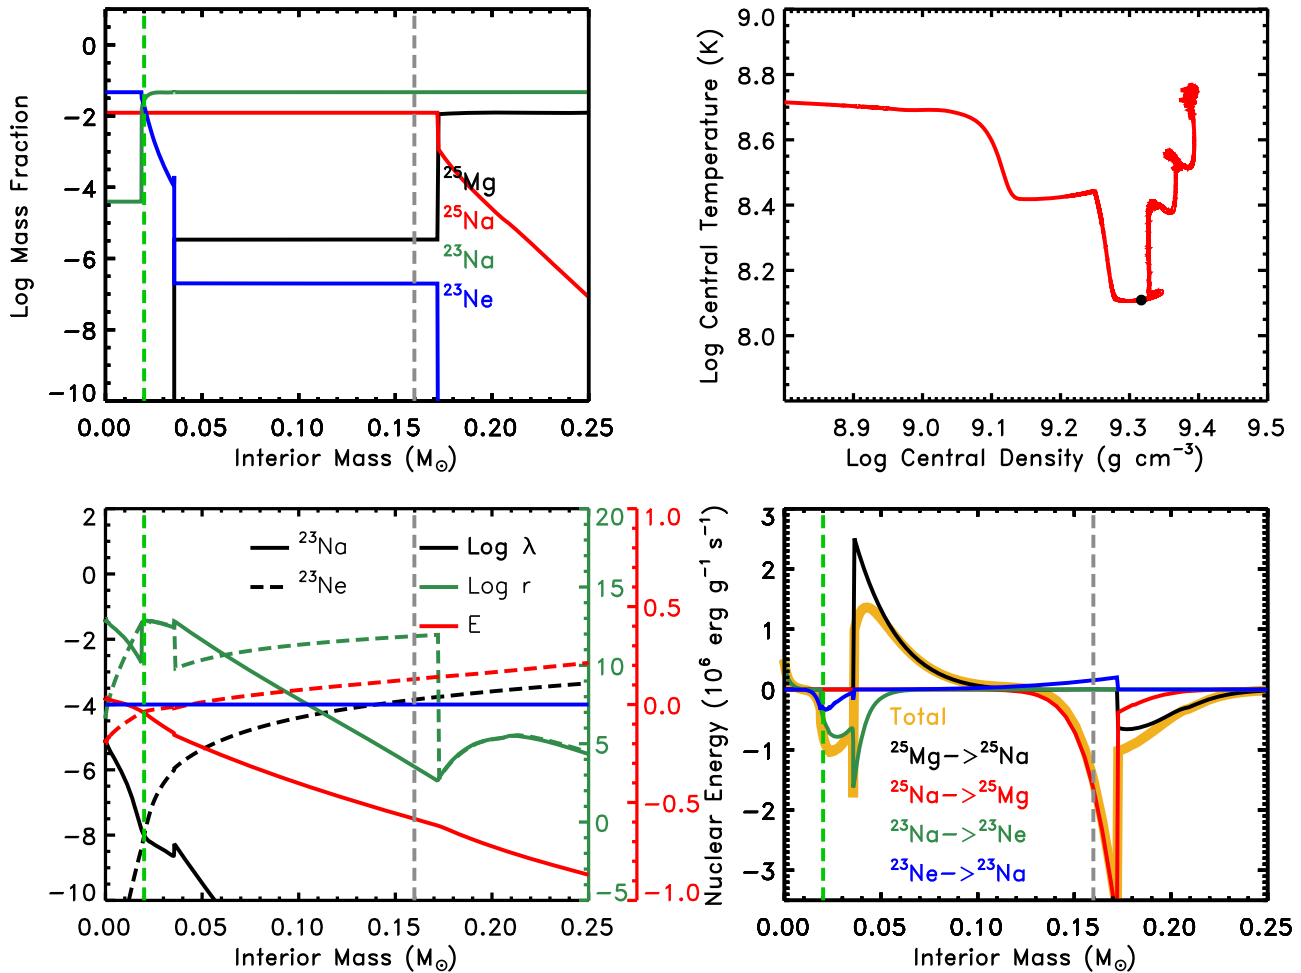 0
−2
−4
−6
−8
−10
Log Mass Fraction
²⁵Mg
²⁵Na
²³Na
²³Ne
0.00 0.05 0.10 0.15 0.20 0.25
Interior Mass (M⊙)
9.0
8.8
8.6
8.4
8.2
8.0
Log Central Temperature (K)
8.9 9.0 9.1 9.2 9.3 9.4 9.5
Log Central Density (g cm⁻³)
2
0
−2
−4
−6
−8
−10
²³Na
²³Ne
Log λ
Log r
E
20
15
10
5
0
−5
1.0
0.5
0.0
−0.5
−1.0
0.00 0.05 0.10 0.15 0.20 0.25
Interior Mass (M⊙)
3
2
1
0
−1
−2
−3
Nuclear Energy (10⁶ erg g⁻¹ s⁻¹)
Total
²⁵Mg−>²⁵Na
²⁵Na−>²⁵Mg
²³Na−>²³Ne
²³Ne−>²³Na
0.00 0.05 0.10 0.15 0.20 0.25
Interior Mass (M⊙)